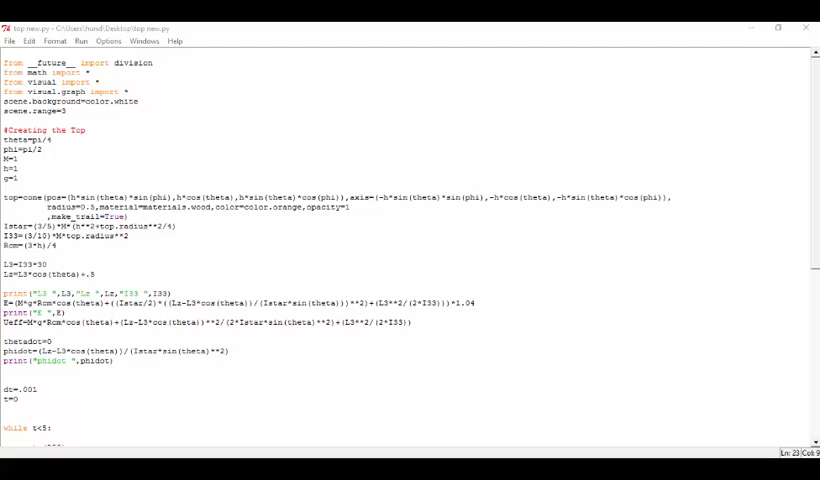 top new.py - C:\Users\hund\Desktop\top new.py
File Edit Format Run Options Windows Help
from __future__ import division
from math import *
from visual import *
from visual.graph import *
scene.background=color.white
scene.range=3
#Creating the Top
theta=pi/4
phi=pi/2
M=1
h=1
g=1
top=cone(pos=(h*sin(theta)*sin(phi),h*cos(theta),h*sin(theta)*cos(phi)),axis=(-h*sin(theta)*sin(phi),-h*cos(theta),-h*sin(theta)*cos(phi)),
radius=0.5,material=materials.wood,color=color.orange,opacity=1
,make_trail=True)
Istar=(3/5)*M*(h**2+top.radius**2/4)
I33=(3/10)*M*top.radius**2
Rcm=(3*h)/4
L3=I33*30
Lz=L3*cos(theta)+.5
print("L3 ",L3,"Lz ",Lz,"I33 ",I33)
E=(M*g*Rcm*cos(theta)+((Istar/2)*((Lz-L3*cos(theta))/(Istar*sin(theta)))**2)+(L3**2/(2*I33)))*1.04
print("E ",E)
Ueff=M*g*Rcm*cos(theta)+(Lz-L3*cos(theta))**2/(2*Istar*sin(theta)**2)+(L3**2/(2*I33))
thetadot=0
phidot=(Lz-L3*cos(theta))/(Istar*sin(theta)**2)
print("phidot ",phidot)
dt=.001
t=0
while t<5:
Ln: 23 Col: 9